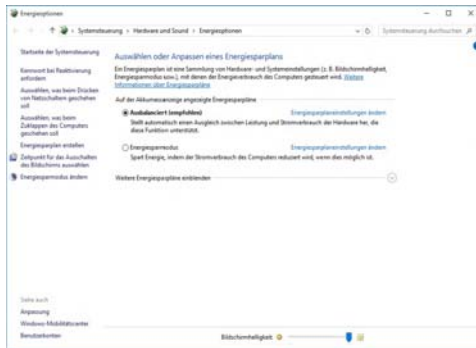 Energieoptionen
Systemsteuerung > Hardware und Sound > Energieoptionen
Systemsteuerung durchsuchen
Startseite der Systemsteuerung
Kennwort bei Reaktivierung
anfordern
Auswählen, was beim Drücken
von Netzschaltern geschehen
soll
Auswählen, was beim
Zuklappen des Computers
geschehen soll
Energiesparplan erstellen
Zeitpunkt für das Ausschalten
des Bildschirms auswählen
Energiesparmodus ändern
Auswählen oder Anpassen eines Energiesparplans
Ein Energiesparplan ist eine Sammlung von Hardware- und Systemeinstellungen (z. B. Bildschirmhelligkeit,
Energiesparmodus usw.), mit denen der Energieverbrauch des Computers gesteuert wird. Weitere
Informationen über Energiesparpläne
Auf der Akkumessanzeige angezeigte Energiesparpläne
Ausbalanciert (empfohlen) Energiesparplaneinstellungen ändern
Stellt automatisch einen Ausgleich zwischen Leistung und Stromverbrauch der Hardware her, die
diese Funktion unterstützt.
Energiesparmodus Energiesparplaneinstellungen ändern
Spart Energie, indem der Stromverbrauch des Computers reduziert wird, wenn dies möglich ist.
Weitere Energiesparpläne einblenden
Siehe auch
Anpassung
Windows-Mobilitätscenter
Benutzerkonten
Bildschirmhelligkeit